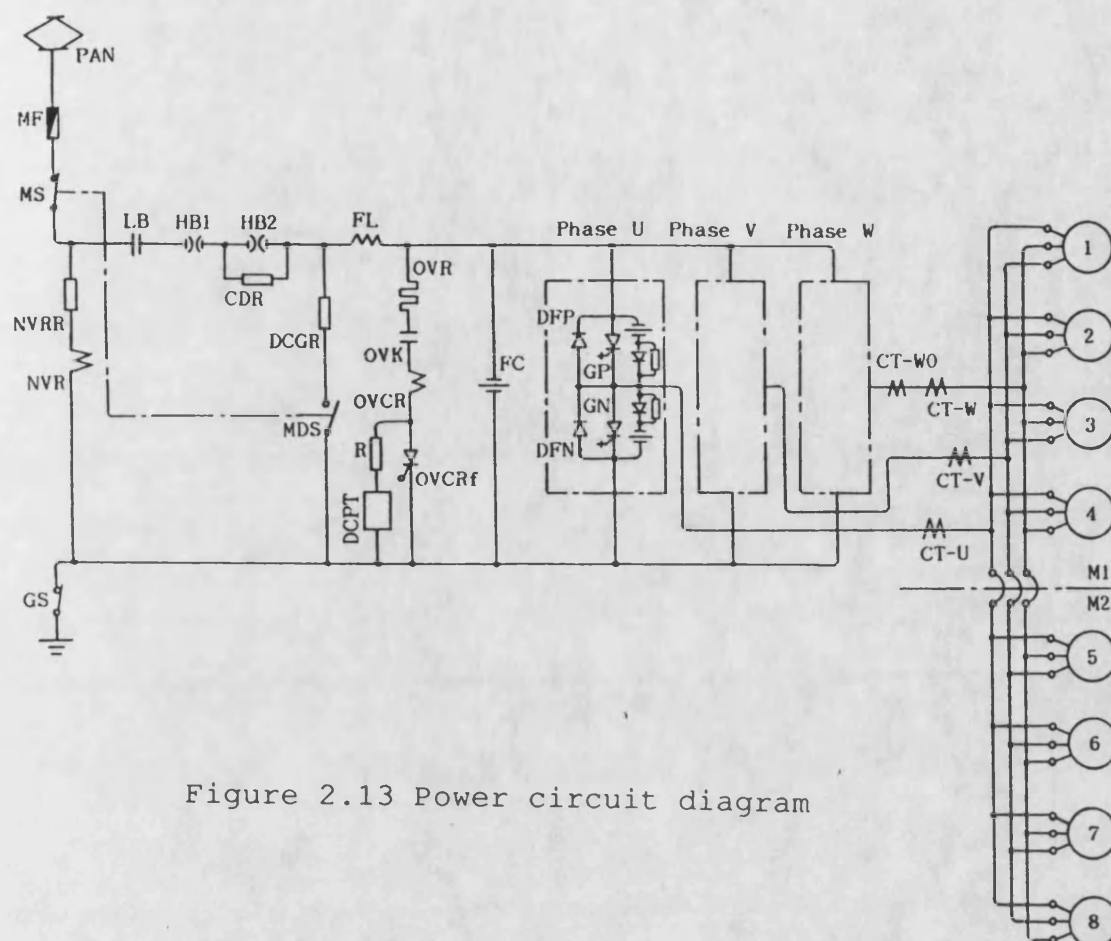 PAN
MF
MS
LB HB1 HB2 FL Phase U Phase V Phase W
CDR
OVR
NVRR
DCGR
DFP
OVK
GP
FC
NVR
OVCR
GN
CT-W0
CT-W
MDS
R
DFN
OVCRf
CT-V
DCPT
CT-U
GS
M1
M2
1
2
3
4
5
6
7
8
Figure 2.13 Power circuit diagram